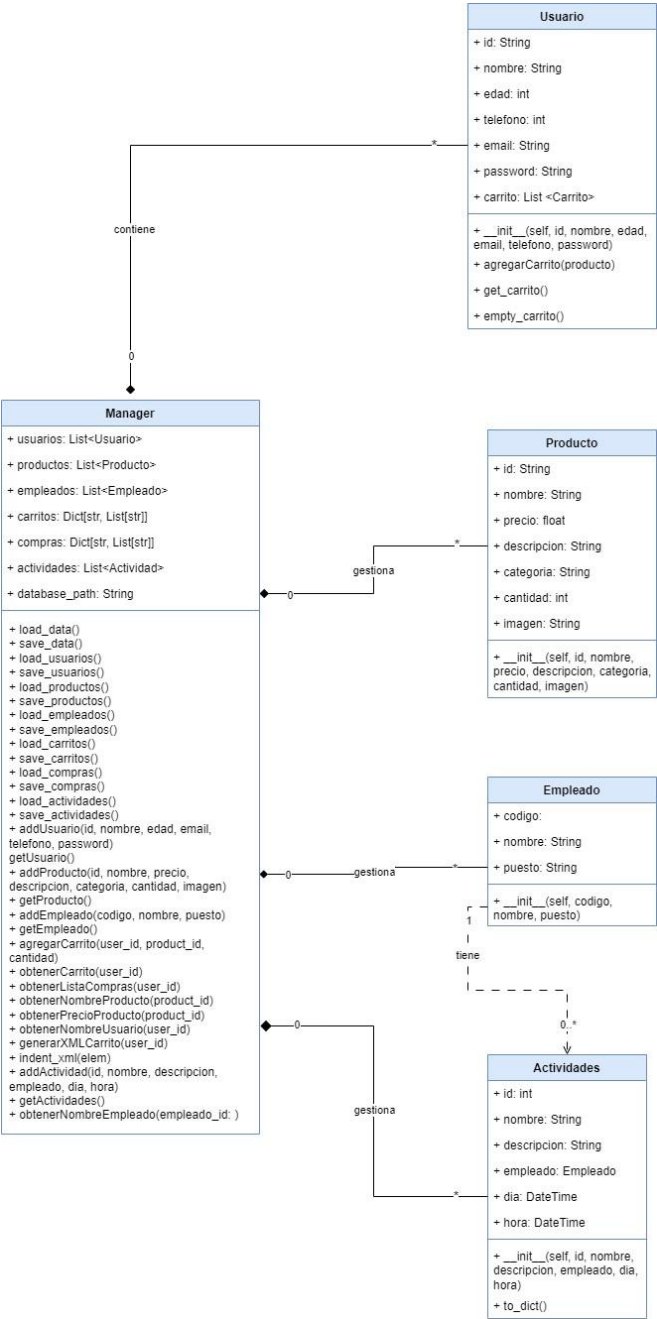 Usuario
+ id: String
+ nombre: String
+ edad: int
+ telefono: int
+ email: String
+ password: String
+ carrito: List <Carrito>
+ __init__(self, id, nombre, edad,
email, telefono, password)
+ agregarCarrito(producto)
+ get_carrito()
+ empty_carrito()
*
contiene
0
Manager
+ usuarios: List<Usuario>
+ productos: List<Producto>
+ empleados: List<Empleado>
+ carritos: Dict[str, List[str]]
+ compras: Dict[str, List[str]]
+ actividades: List<Actividad>
+ database_path: String
+ load_data()
+ save_data()
+ load_usuarios()
+ save_usuarios()
+ load_productos()
+ save_productos()
+ load_empleados()
+ save_empleados()
+ load_carritos()
+ save_carritos()
+ load_compras()
+ save_compras()
+ load_actividades()
+ save_actividades()
+ addUsuario(id, nombre, edad, email,
telefono, password)
getUsuario()
+ addProducto(id, nombre, precio,
descripcion, categoria, cantidad, imagen)
+ getProducto()
+ addEmpleado(codigo, nombre, puesto)
+ getEmpleado()
+ agregarCarrito(user_id, product_id,
cantidad)
+ obtenerCarrito(user_id)
+ obtenerListaCompras(user_id)
+ obtenerNombreProducto(product_id)
+ obtenerPrecioProducto(product_id)
+ obtenerNombreUsuario(user_id)
+ generarXMLCarrito(user_id)
+ indent_xml(elem)
+ addActividad(id, nombre, descripcion,
empleado, dia, hora)
+ getActividades()
+ obtenerNombreEmpleado(empleado_id: )
0
gestiona
*
Producto
+ id: String
+ nombre: String
+ precio: float
+ descripcion: String
+ categoria: String
+ cantidad: int
+ imagen: String
+ __init__(self, id, nombre,
precio, descripcion, categoria,
cantidad, imagen)
0
gestiona
*
Empleado
+ codigo:
+ nombre: String
+ puesto: String
+ __init__(self, codigo,
nombre, puesto)
1
tiene
0..*
0
gestiona
*
Actividades
+ id: int
+ nombre: String
+ descripcion: String
+ empleado: Empleado
+ dia: DateTime
+ hora: DateTime
+ __init__(self, id, nombre,
descripcion, empleado, dia,
hora)
+ to_dict()